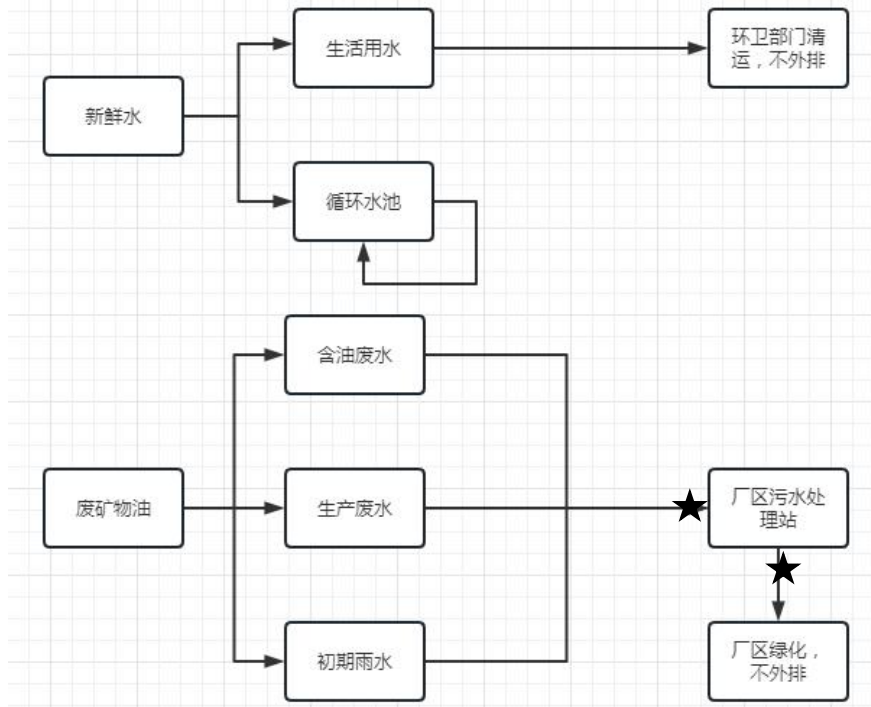 生活用水
环卫部门清
运，不外排
新鲜水
循环水池
含油废水
废矿物油
生产废水
厂区污水处
理站
初期雨水
厂区绿化，
不外排